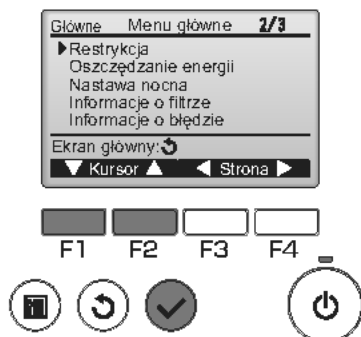 Główne Menu główne 2/3
Restrykcja
Oszczędzanie energii
Nastawa nocna
Informacje o filtrze
Informacje o błędzie
Ekran główny:
Kursor Strona
F1 F2 F3 F4